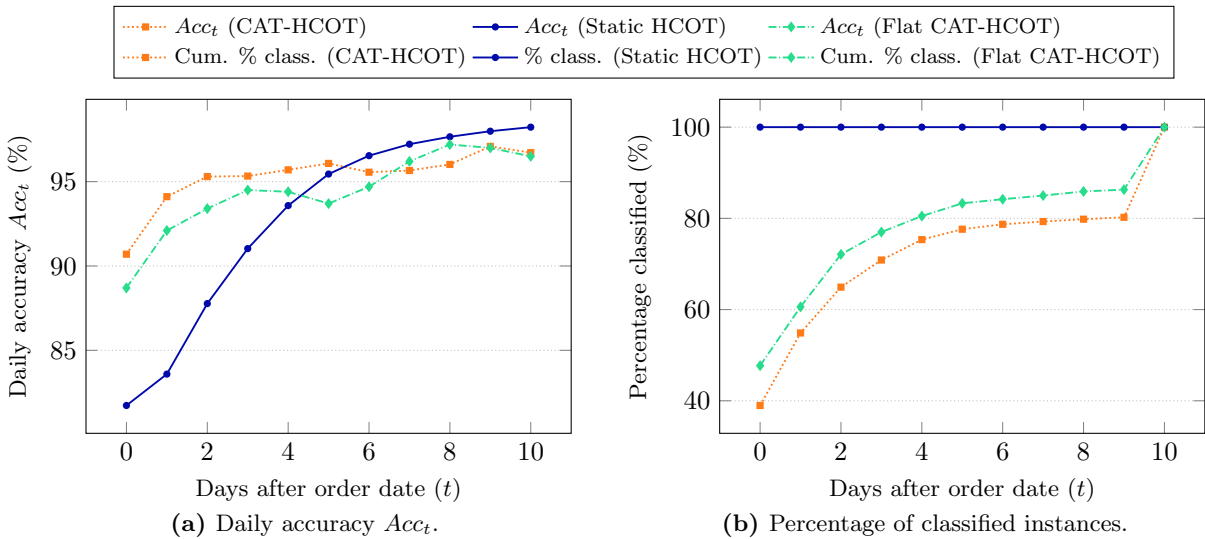 Acc_t (CAT-HCOT) Acc_t (Static HCOT) Acc_t (Flat CAT-HCOT)
Cum. % class. (CAT-HCOT) % class. (Static HCOT) Cum. % class. (Flat CAT-HCOT)
Daily accuracy Acc_t (%)
95
90
85
0 2 4 6 8 10
Days after order date (t)
(a) Daily accuracy Acc_t.
Percentage classified (%)
100
80
60
40
0 2 4 6 8 10
Days after order date (t)
(b) Percentage of classified instances.